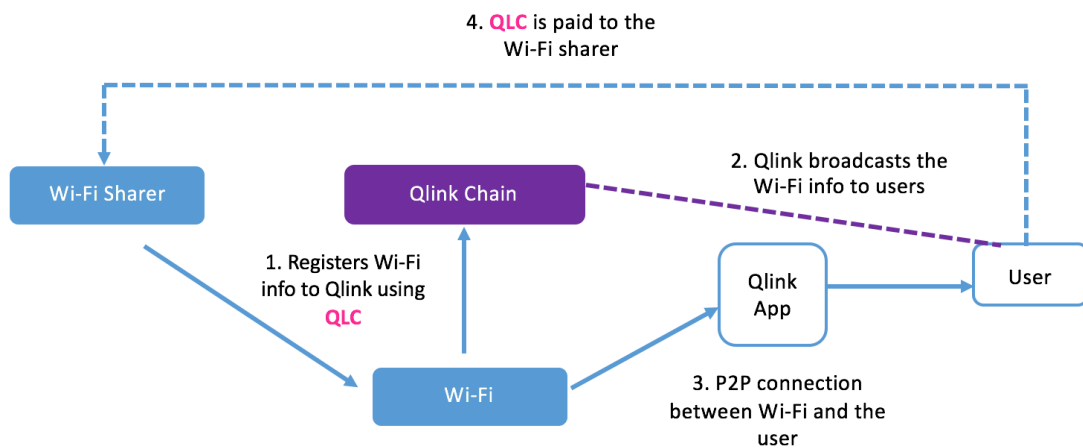 4. QLC is paid to the
Wi-Fi sharer
Wi-Fi Sharer
Qlink Chain
2. Qlink broadcasts the
Wi-Fi info to users
1. Registers Wi-Fi
info to Qlink using
QLC
Qlink
App
User
Wi-Fi
3. P2P connection
between Wi-Fi and the
user